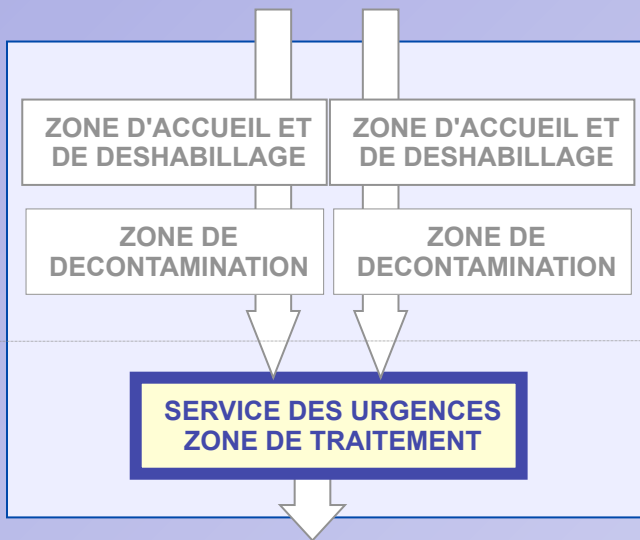 ZONE D'ACCUEIL ET
DE DESHABILLAGE
ZONE D'ACCUEIL ET
DE DESHABILLAGE
ZONE DE
DECONTAMINATION
ZONE DE
DECONTAMINATION
SERVICE DES URGENCES
ZONE DE TRAITEMENT